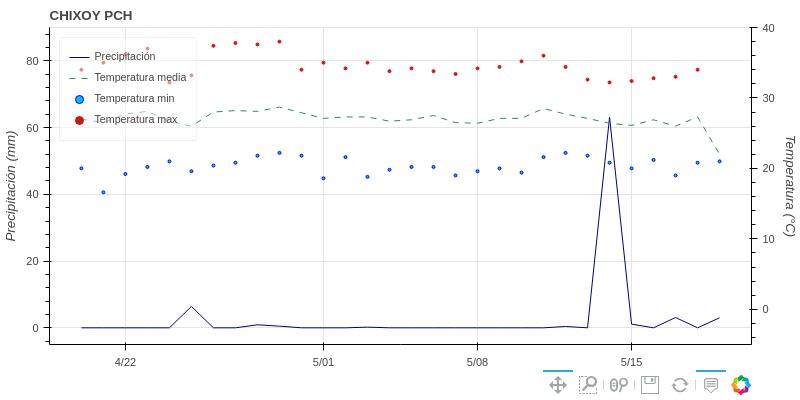 CHIXOY PCH
Precipitación
Temperatura media
Temperatura min
Temperatura max
80
60
40
20
0
Precipitación (mm)
40
30
20
10
0
Temperatura (°C)
4/22 5/01 5/08 5/15